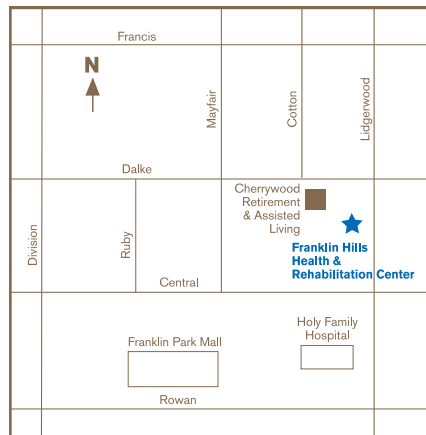 Francis
N
Mayfair
Cotton
Lidgerwood
Dalke
Cherrywood
Retirement
& Assisted
Living
Division
Ruby
Franklin Hills
Health &
Rehabilitation Center
Central
Holy Family
Hospital
Franklin Park Mall
Rowan